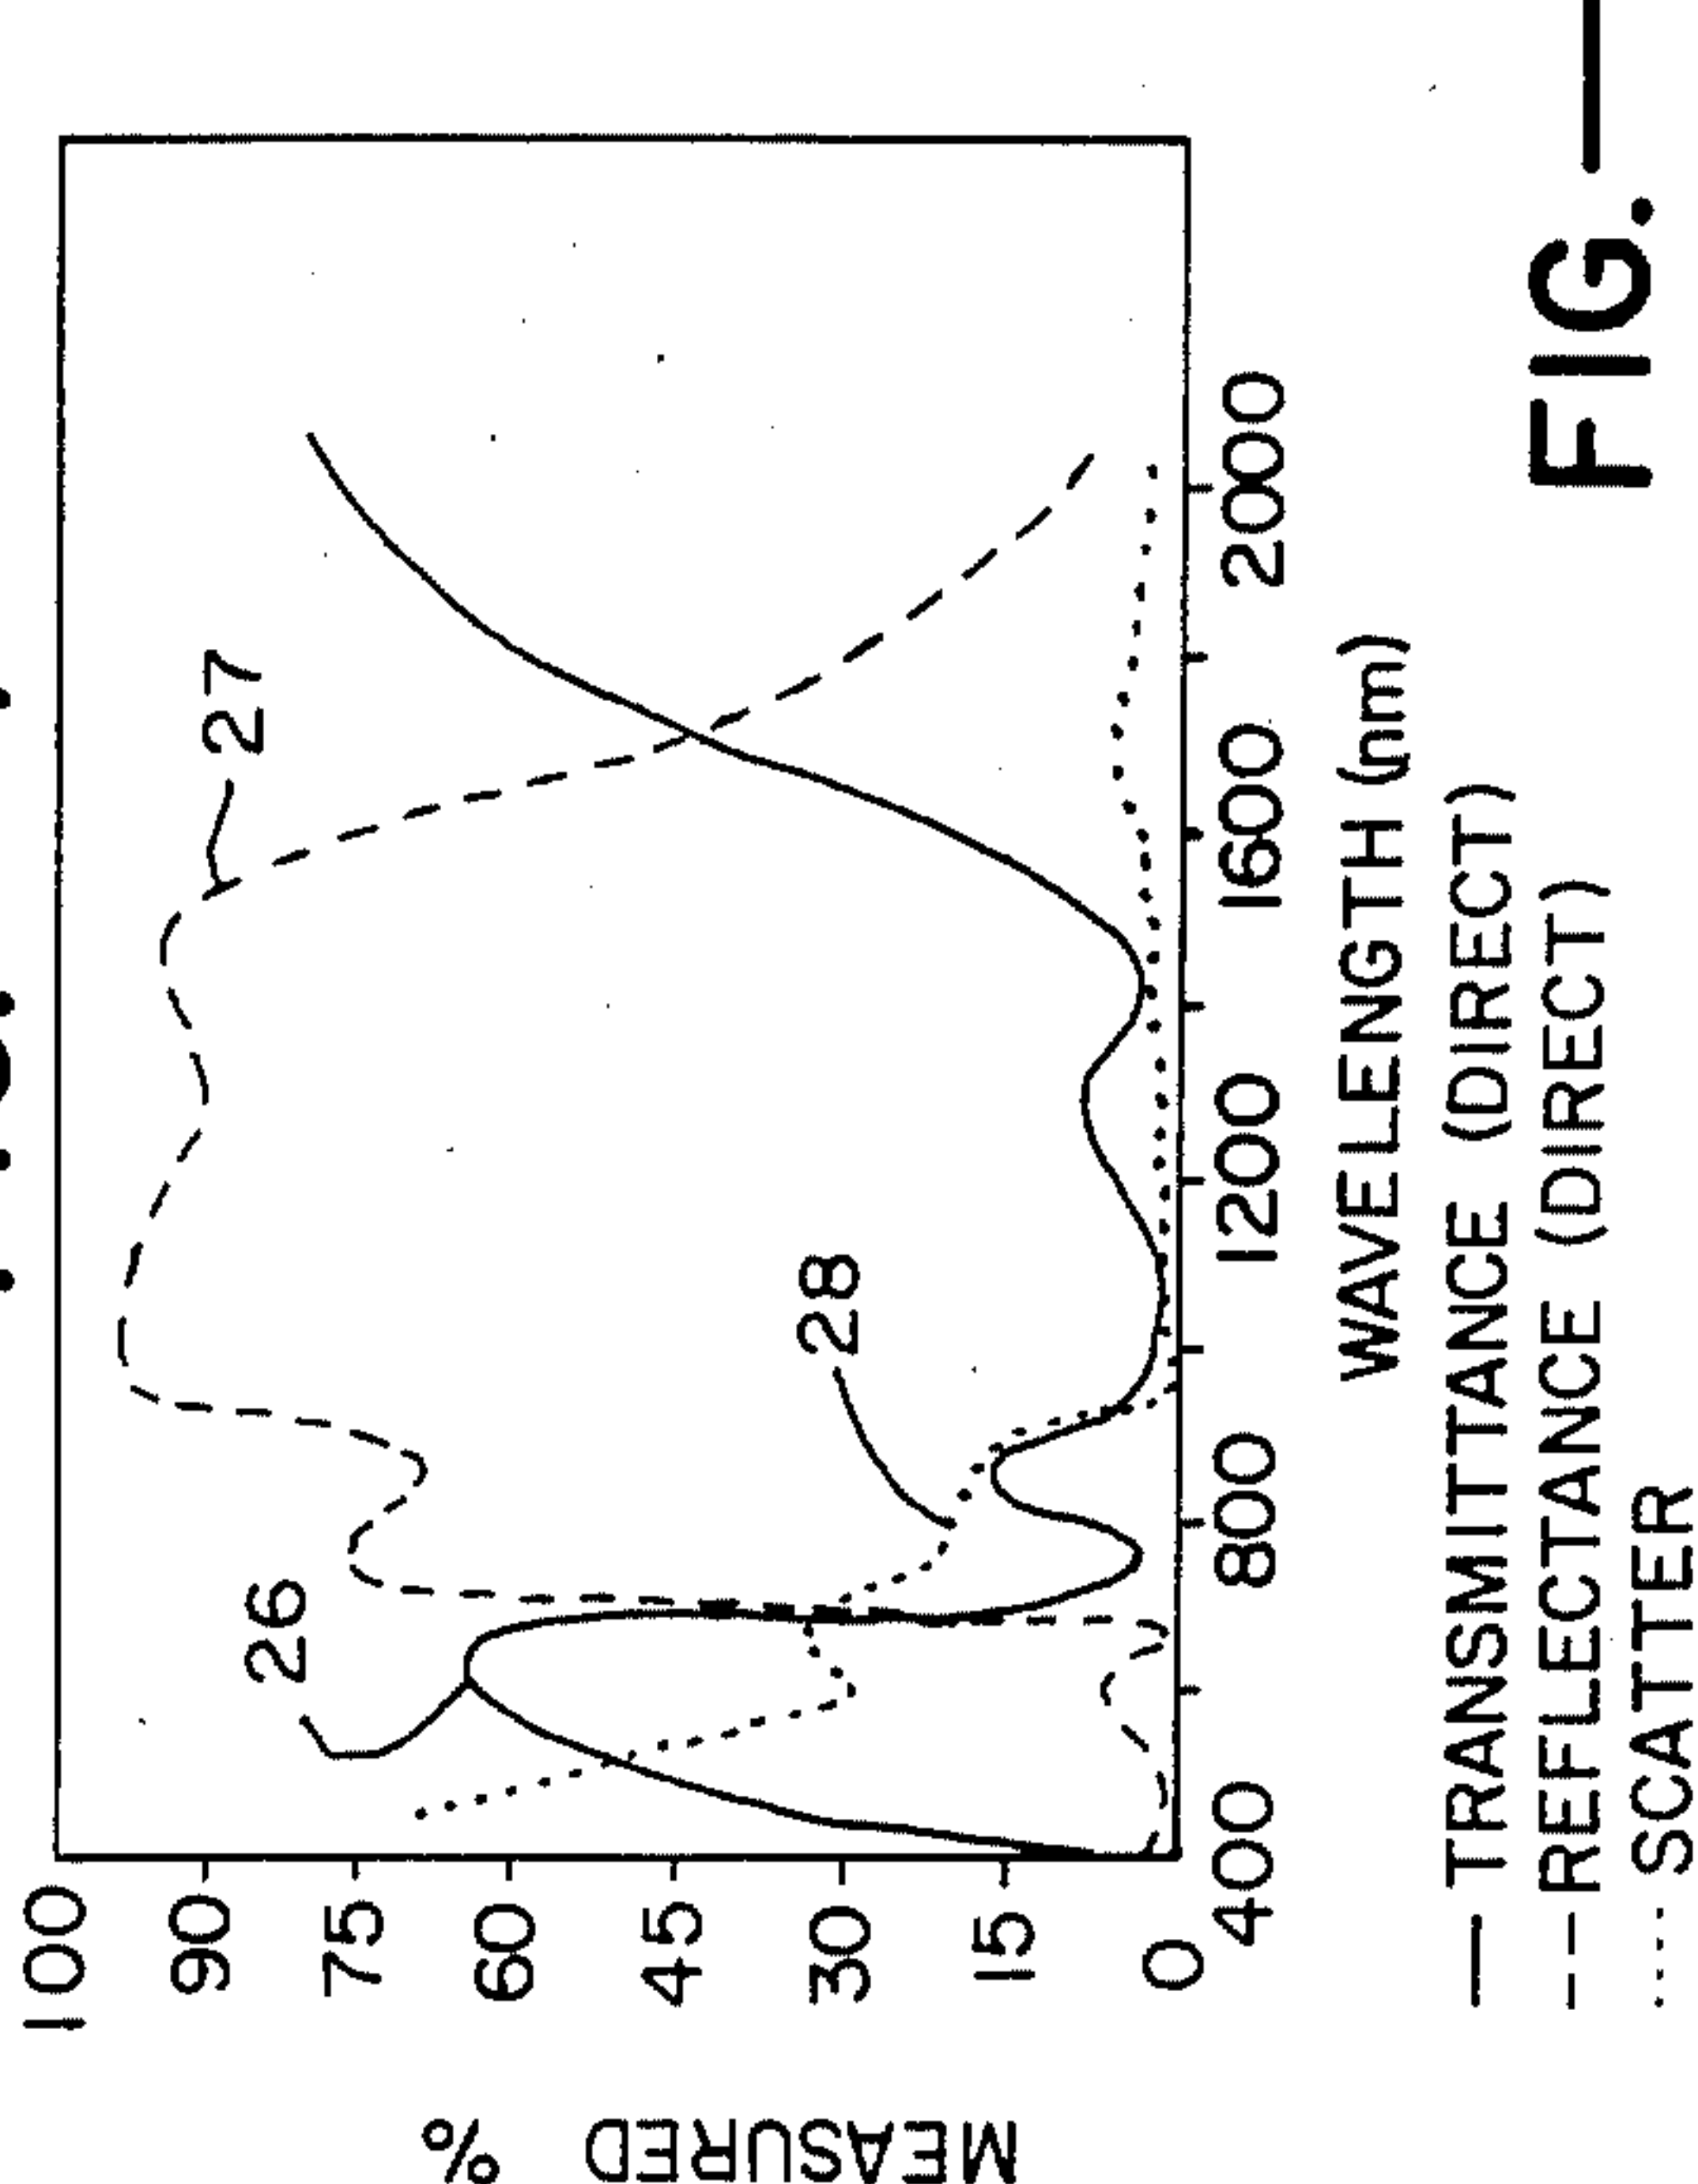 MEASURED %
100
90
75
60
45
30
15
0
26
27
28
400
800
1200
1600
2000
WAVELENGTH (nm)
TRANSMITTANCE (DIRECT)
REFLECTANCE (DIRECT)
SCATTER
FIG.